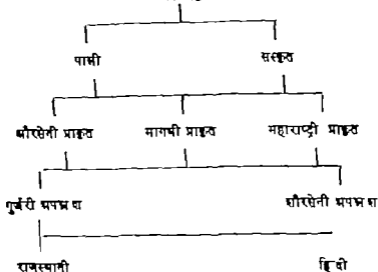 पाली संस्कृत
शौरसेनी प्राकृत मागधी प्राकृत महाराष्ट्री प्राकृत
गुर्जरी अपभ्रंश शौरसेनी अपभ्रंश
राजस्थानी हिन्दी